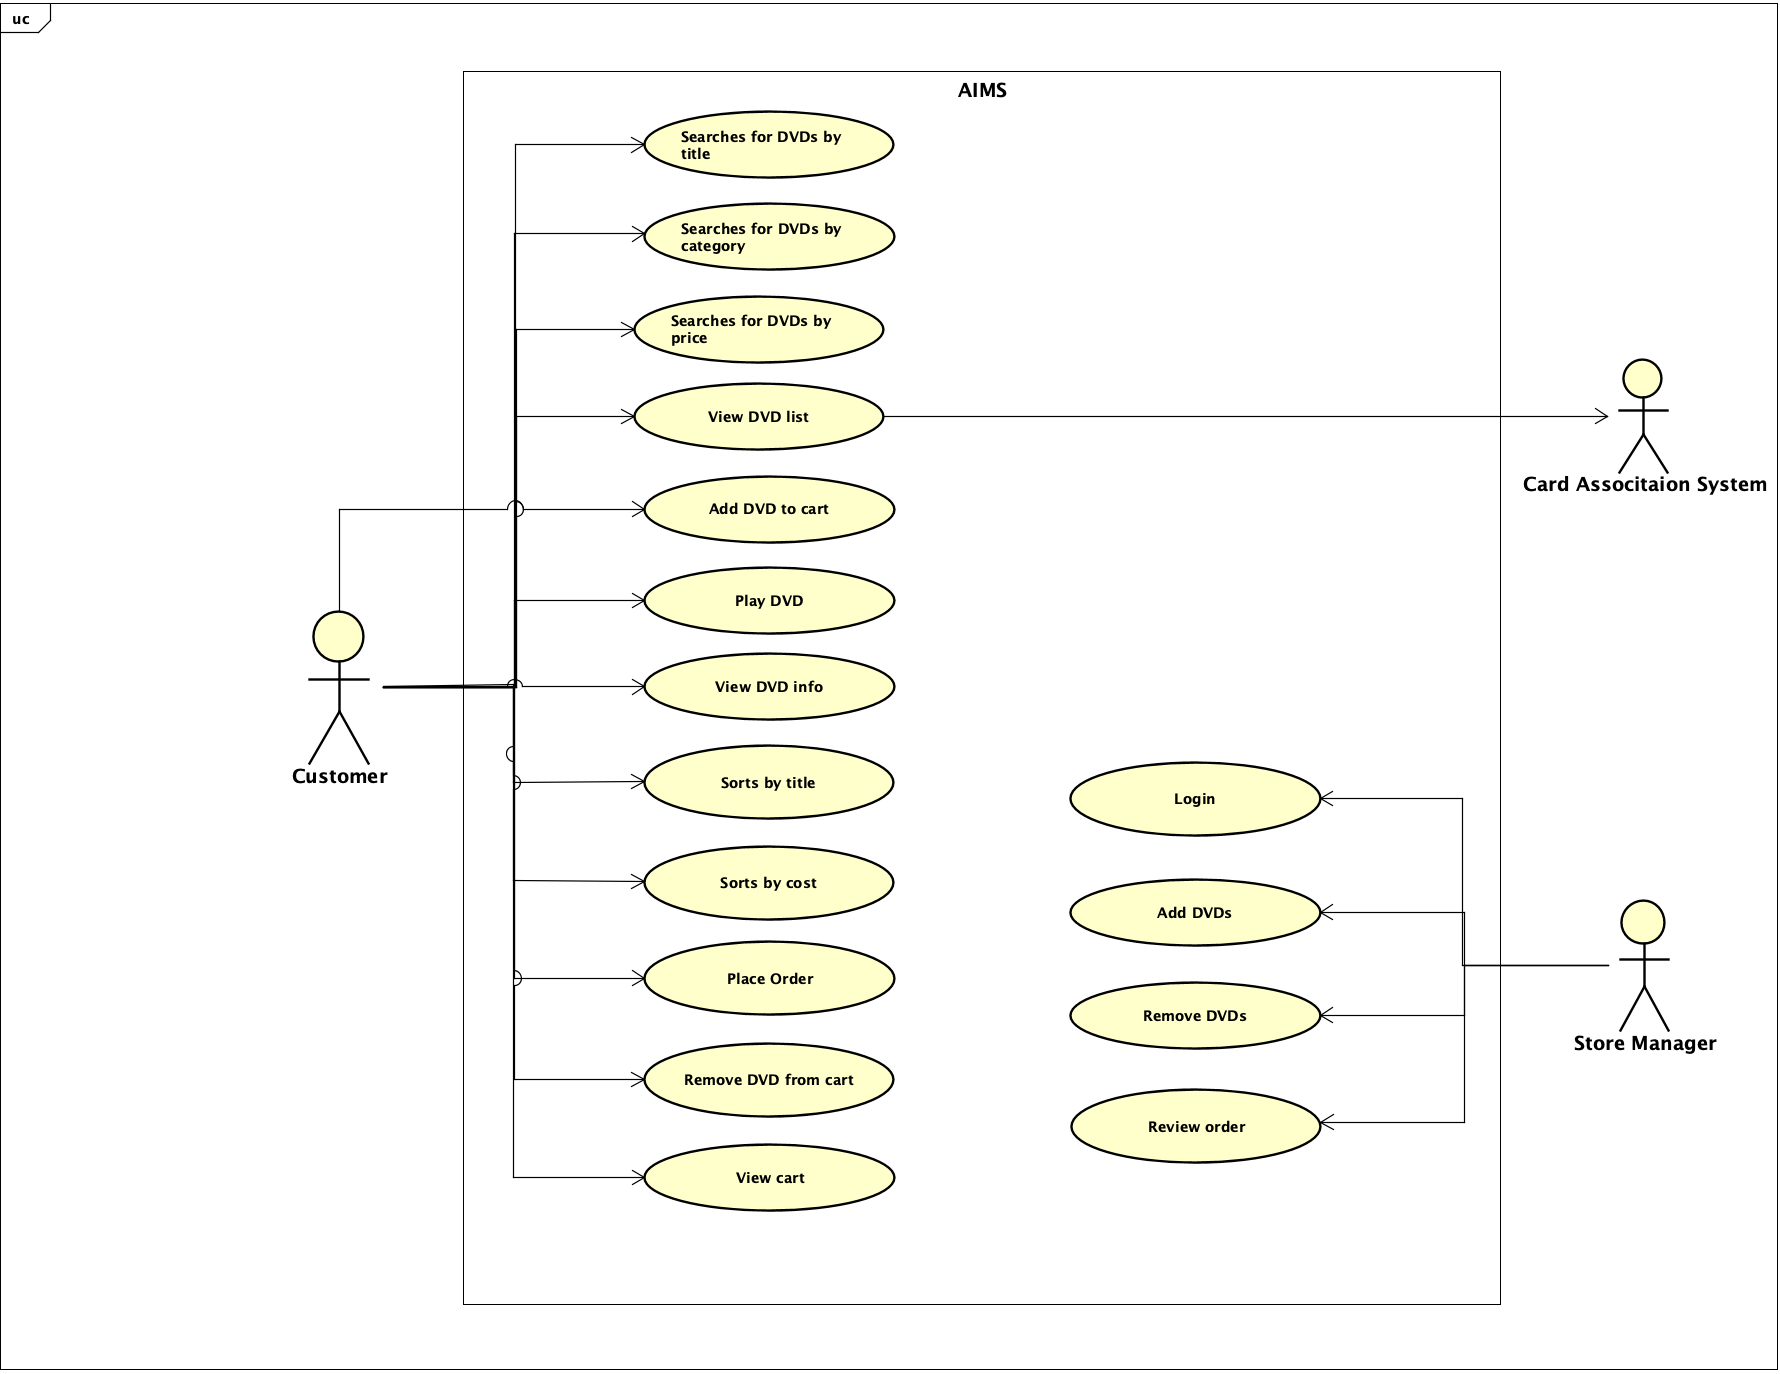 uc
AIMS
Searches for DVDs by
title
Searches for DVDs by
category
Searches for DVDs by
price
View DVD list
Card Associtaion System
Add DVD to cart
Play DVD
View DVD info
Customer
Sorts by title
Login
Sorts by cost
Add DVDs
Place Order
Remove DVDs
Store Manager
Remove DVD from cart
Review order
View cart